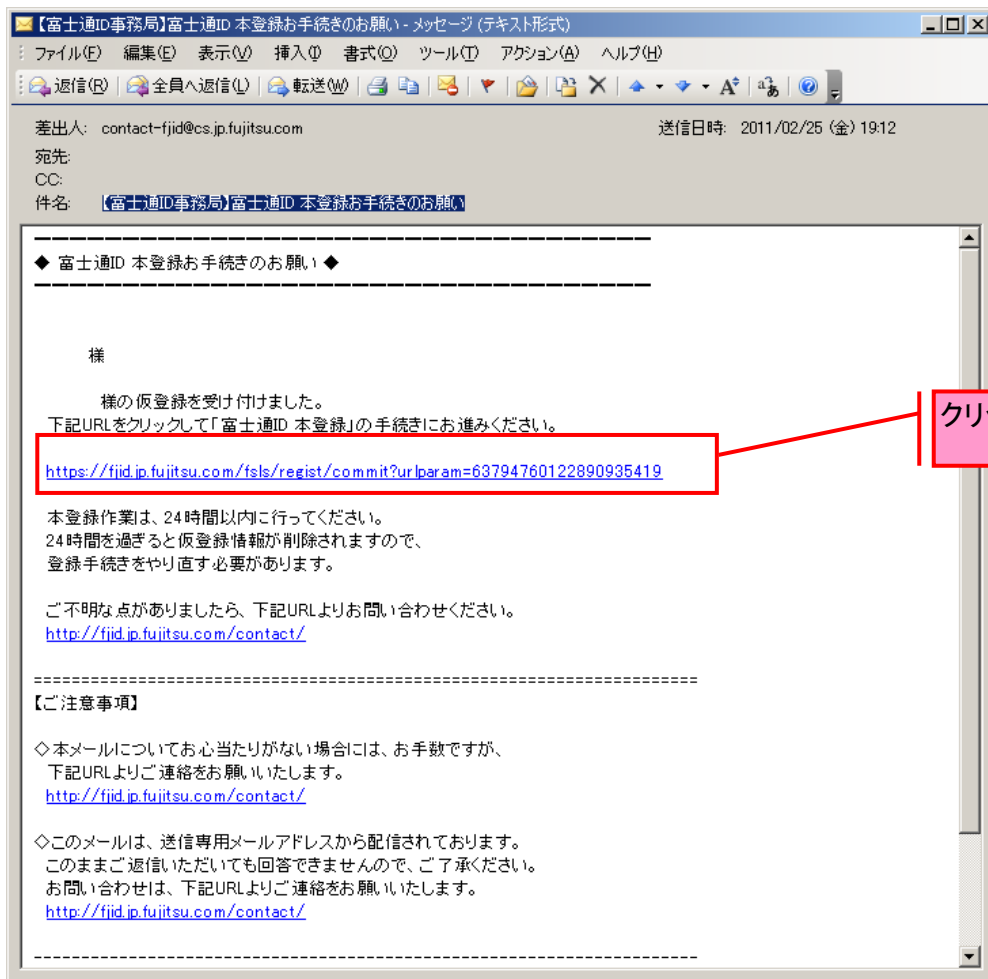 【富士通ID事務局】富士通ID 本登録お手続きのお願い - メッセージ (テキスト形式)
ファイル(F) 編集(E) 表示(V) 挿入(I) 書式(O) ツール(T) アクション(A) ヘルプ(H)
返信(R) 全員へ返信(L) 転送(W)
差出人: contact-fjid@cs.jp.fujitsu.com 送信日時: 2011/02/25 (金) 19:12
宛先:
CC:
件名: 【富士通ID事務局】富士通ID 本登録お手続きのお願い
◆ 富士通ID 本登録お手続きのお願い ◆
様
様の仮登録を受け付けました。
下記URLをクリックして「富士通ID 本登録」の手続きにお進みください。
クリ
https://fjid.jp.fujitsu.com/fsls/regist/commit?urlparam=63794760122890935419
本登録作業は、24時間以内に行ってください。
24時間を過ぎると仮登録情報が削除されますので、
登録手続きをやり直す必要があります。
ご不明な点がありましたら、下記URLよりお問い合わせください。
http://fjid.jp.fujitsu.com/contact/
======================================================================
【ご注意事項】
◇本メールについてお心当たりがない場合には、お手数ですが、
下記URLよりご連絡をお願いいたします。
http://fjid.jp.fujitsu.com/contact/
◇このメールは、送信専用メールアドレスから配信されております。
このままご返信いただいても回答できませんので、ご了承ください。
お問い合わせは、下記URLよりご連絡をお願いいたします。
http://fjid.jp.fujitsu.com/contact/
----------------------------------------------------------------------